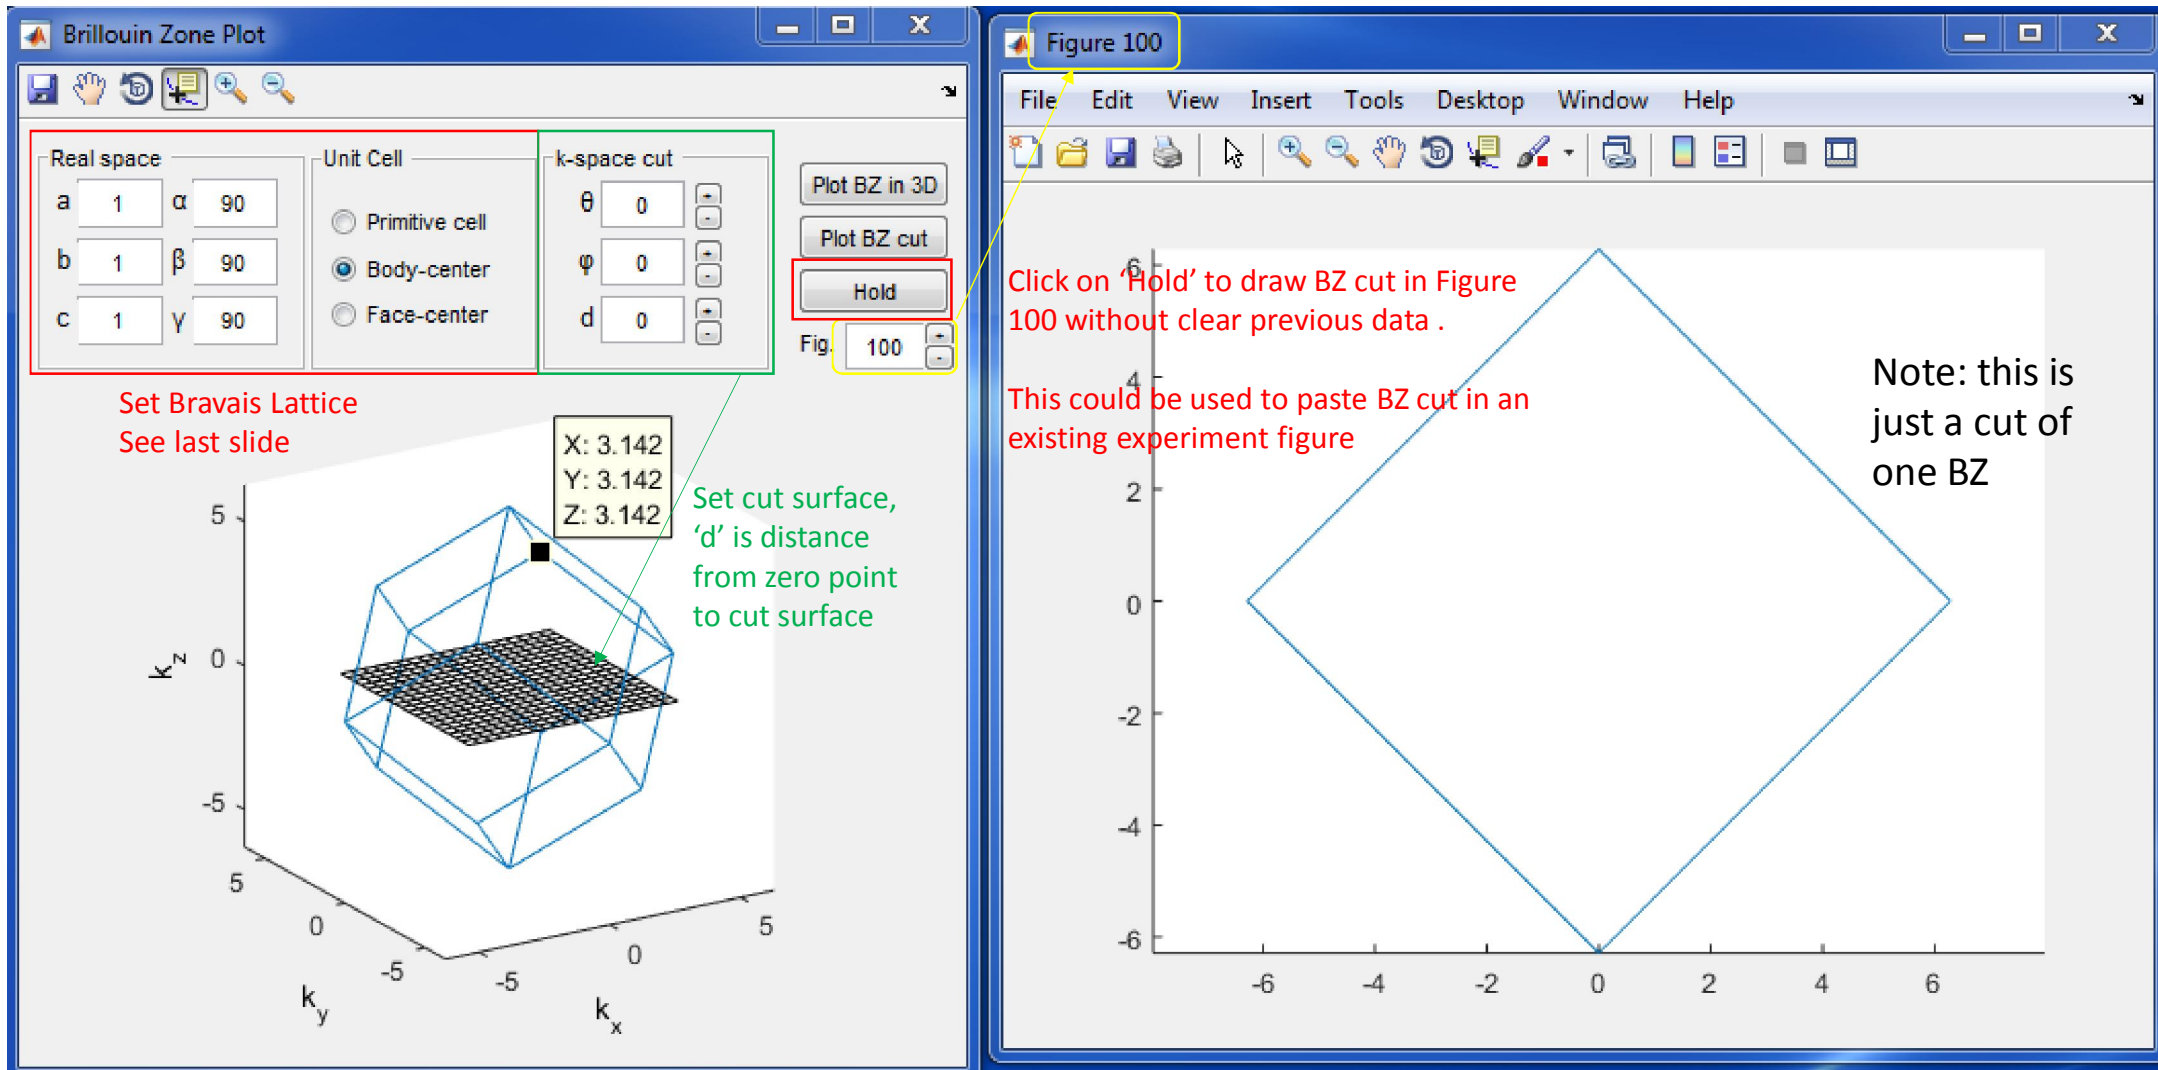 Brillouin Zone Plot
Real space
a 1 α 90
b 1 β 90
c 1 γ 90
Unit Cell
Primitive cell
Body-center
Face-center
k-space cut
θ 0 + -
φ 0 + -
d 0 + -
Plot BZ in 3D
Plot BZ cut
Hold
Fig. 100 + -
Set Bravais Lattice
See last slide
X: 3.142
Y: 3.142
Z: 3.142
Set cut surface,
‘d’ is distance
from zero point
to cut surface
5
0
-5
kz
5
0
-5
ky
-5
0
5
kx
Figure 100
File Edit View Insert Tools Desktop Window Help
Click on ‘Hold’ to draw BZ cut in Figure
100 without clear previous data .
This could be used to paste BZ cut in an
existing experiment figure
Note: this is
just a cut of
one BZ
6
4
2
0
-2
-4
-6
-6 -4 -2 0 2 4 6